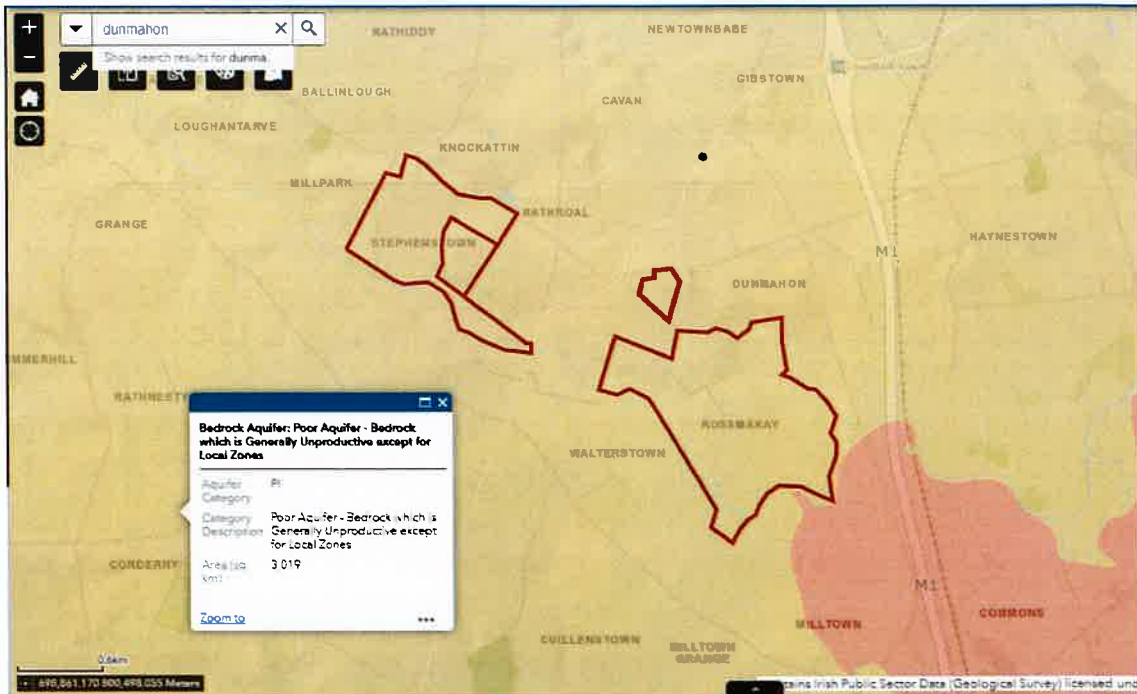 dunmahon
Show search results for dunma.
RATHIDDY
NEWTOWNBABE
GIBSTOWN
BALLINLOUGH
CAVAN
LOUGHANTARVE
KNOCKATTIN
MILLPARK
GRANGE
RATHROAL
STEPHENSTOWN
M1
HAYNESTOWN
DUNMAHON
MMERHILL
RATHNESTY
ROSSMAKAY
WALTERSTOWN
Bedrock Aquifer: Poor Aquifer - Bedrock
which is Generally Unproductive except for
Local Zones
Aquifer
Category
Pl
Category
Description
Poor Aquifer - Bedrock which is
Generally Unproductive except
for Local Zones
Area (sq
km)
3,019
Zoom to
CORDERRY
M1
COMMONS
MILLTOWN
CUILLENSTOWN
MILLTOWN
GRANGE
0.6km
698,861.170 800,498.055 Meters
tains Irish Public Sector Data (Geological Survey) licensed und